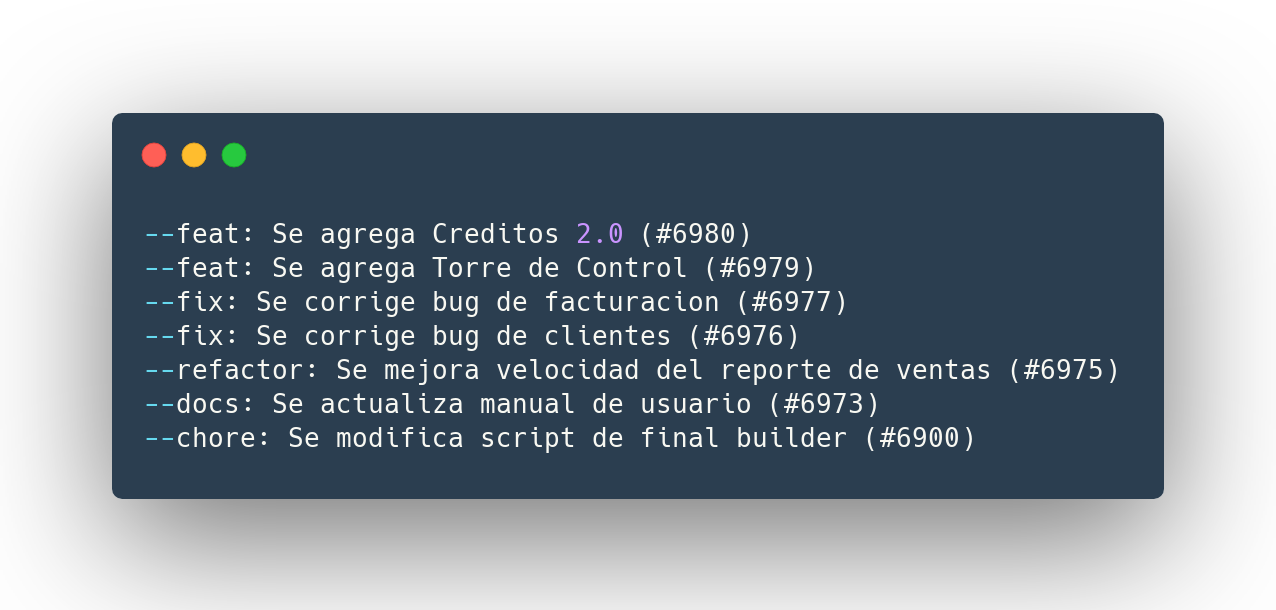 --feat: Se agrega Creditos 2.0 (#6980)
--feat: Se agrega Torre de Control (#6979)
--fix: Se corrige bug de facturacion (#6977)
--fix: Se corrige bug de clientes (#6976)
--refactor: Se mejora velocidad del reporte de ventas (#6975)
--docs: Se actualiza manual de usuario (#6973)
--chore: Se modifica script de final builder (#6900)